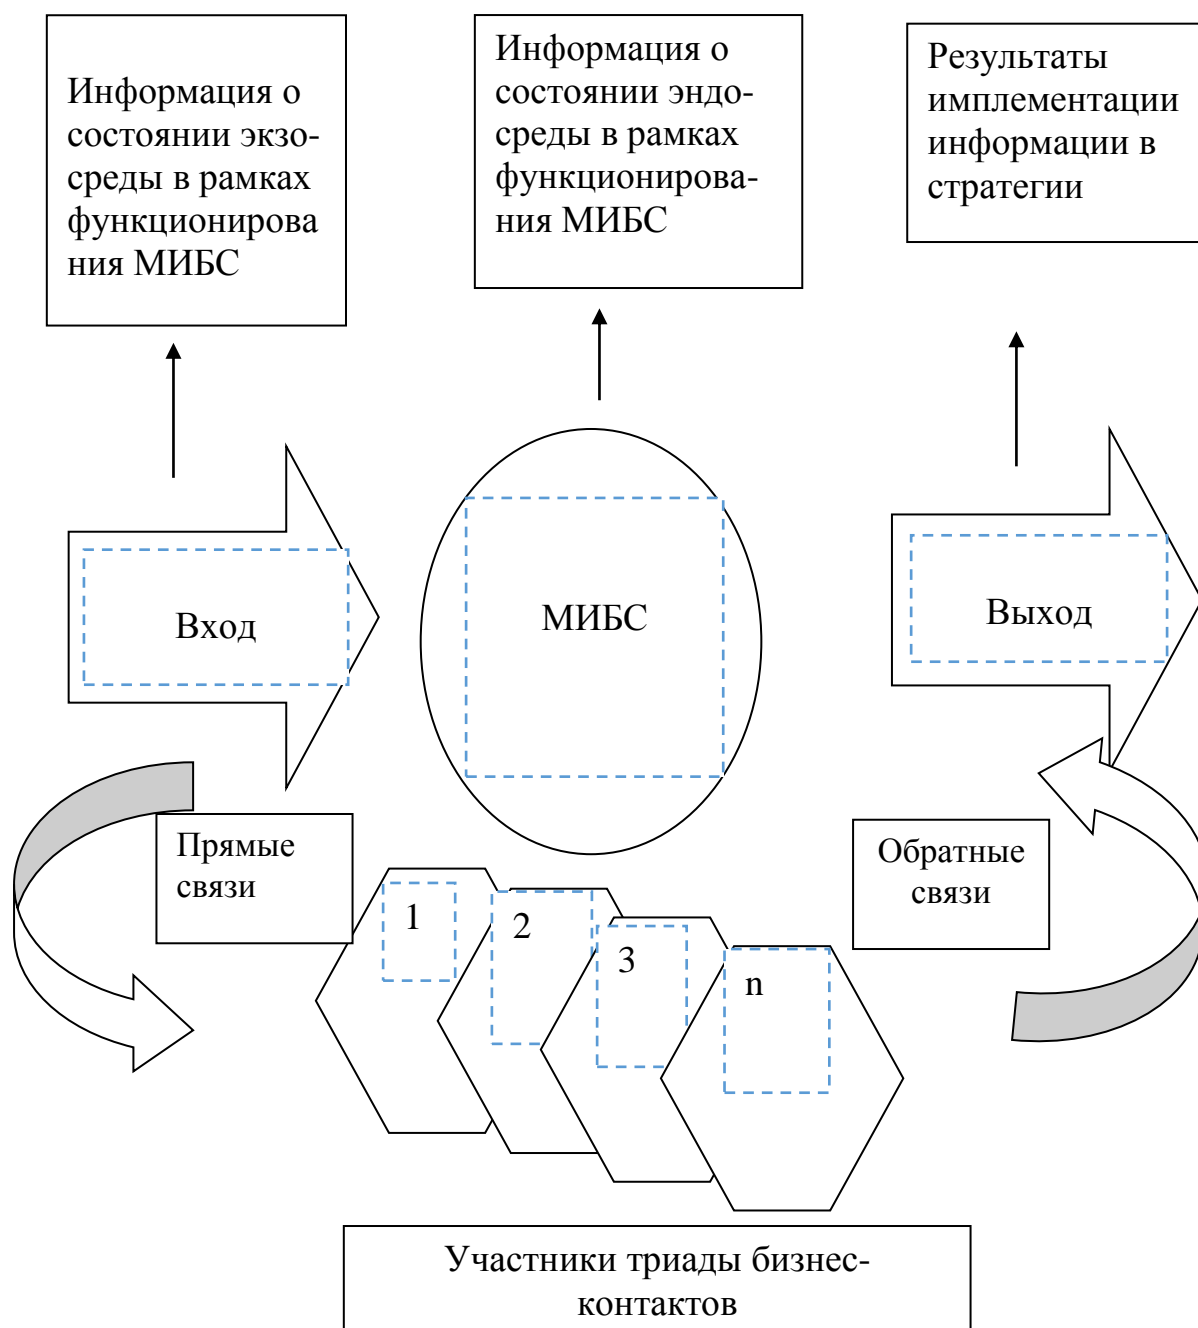 Информация о
состоянии экзо-
среды в рамках
функционирова
ния МИБС
Информация о
состоянии эндо-
среды в рамках
функционирова-
ния МИБС
Результаты
имплементации
информации в
стратегии
Вход
МИБС
Выход
Прямые
связи
Обратные
связи
1
2
3
n
Участники триады бизнес-
контактов